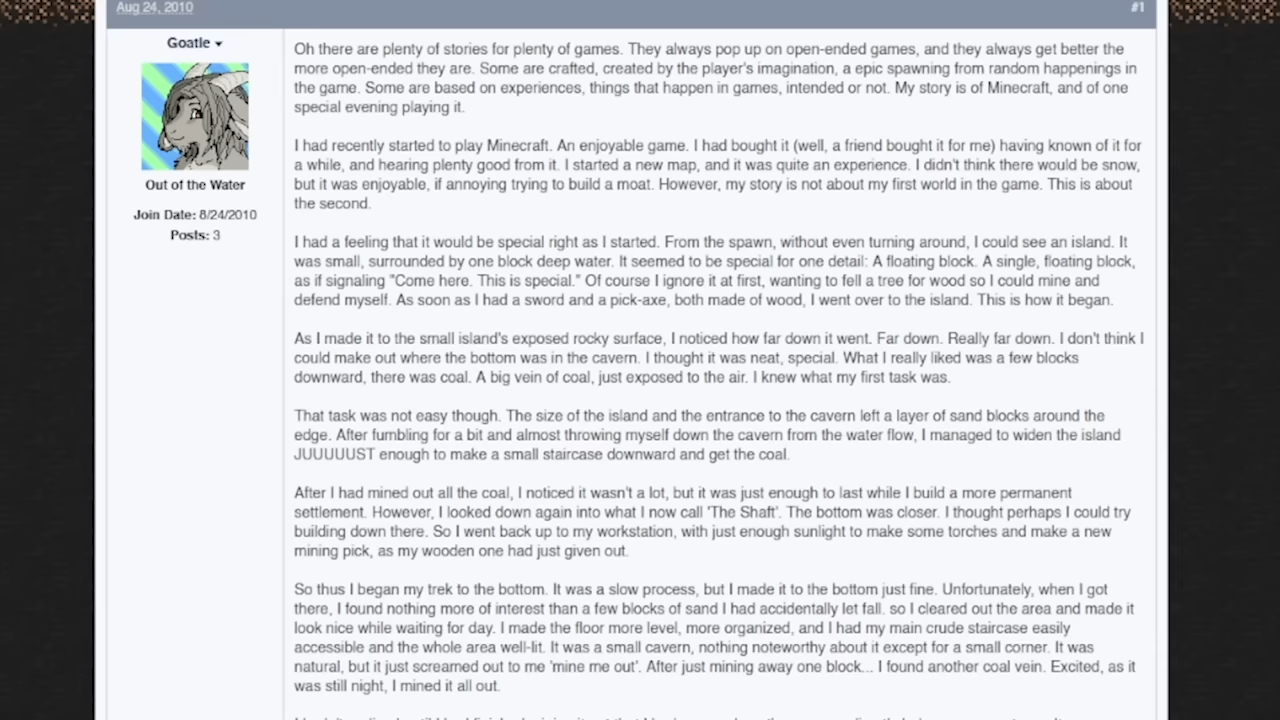 Aug 24, 2010
#1
Goatie
Out of the Water
Join Date: 8/24/2010
Posts: 3
Oh there are plenty of stories for plenty of games. They always pop up on open-ended games, and they always get better the
more open-ended they are. Some are crafted, created by the player's imagination, a epic spawning from random happenings in
the game. Some are based on experiences, things that happen in games, intended or not. My story is of Minecraft, and of one
special evening playing it.
I had recently started to play Minecraft. An enjoyable game. I had bought it (well, a friend bought it for me) having known of it for
a while, and hearing plenty good from it. I started a new map, and it was quite an experience. I didn't think there would be snow,
but it was enjoyable, if annoying trying to build a moat. However, my story is not about my first world in the game. This is about
the second.
I had a feeling that it would be special right as I started. From the spawn, without even turning around, I could see an island. It
was small, surrounded by one block deep water. It seemed to be special for one detail: A floating block. A single, floating block,
as if signaling "Come here. This is special." Of course I ignore it at first, wanting to fell a tree for wood so I could mine and
defend myself. As soon as I had a sword and a pick-axe, both made of wood, I went over to the island. This is how it began.
As I made it to the small island's exposed rocky surface, I noticed how far down it went. Far down. Really far down. I don't think I
could make out where the bottom was in the cavern. I thought it was neat, special. What I really liked was a few blocks
downward, there was coal. A big vein of coal, just exposed to the air. I knew what my first task was.
That task was not easy though. The size of the island and the entrance to the cavern left a layer of sand blocks around the
edge. After fumbling for a bit and almost throwing myself down the cavern from the water flow, I managed to widen the island
JUUUUUST enough to make a small staircase downward and get the coal.
After I had mined out all the coal, I noticed it wasn't a lot, but it was just enough to last while I build a more permanent
settlement. However, I looked down again into what I now call 'The Shaft'. The bottom was closer. I thought perhaps I could try
building down there. So I went back up to my workstation, with just enough sunlight to make some torches and make a new
mining pick, as my wooden one had just given out.
So thus I began my trek to the bottom. It was a slow process, but I made it to the bottom just fine. Unfortunately, when I got
there, I found nothing more of interest than a few blocks of sand I had accidentally let fall. so I cleared out the area and made it
look nice while waiting for day. I made the floor more level, more organized, and I had my main crude staircase easily
accessible and the whole area well-lit. It was a small cavern, nothing noteworthy about it except for a small corner. It was
natural, but it just screamed out to me 'mine me out'. After just mining away one block... I found another coal vein. Excited, as it
was still night, I mined it all out.